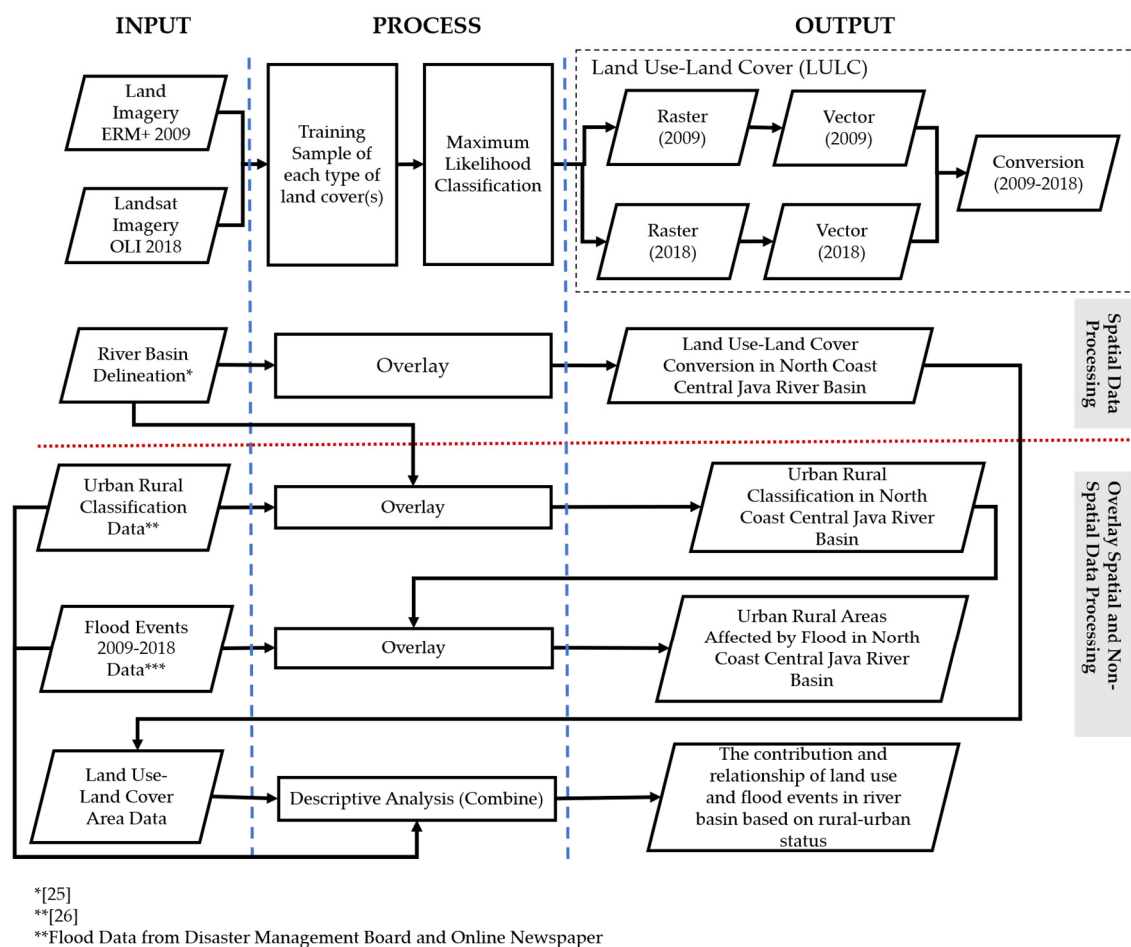 INPUT
PROCESS
OUTPUT
Land
Imagery
ERM+ 2009
Landsat
Imagery
OLI 2018
Training
Sample of
each type of
land cover(s)
Maximum
Likelihood
Classification
Land Use-Land Cover (LULC)
Raster
(2009)
Vector
(2009)
Raster
(2018)
Vector
(2018)
Conversion
(2009-2018)
River Basin
Delineation*
Overlay
Land Use-Land Cover
Conversion in North Coast
Central Java River Basin
Spatial Data
Processing
Urban Rural
Classification
Data**
Overlay
Urban Rural
Classification in North
Coast Central Java River
Basin
Flood Events
2009-2018
Data***
Overlay
Urban Rural Areas
Affected by Flood in North
Coast Central Java River
Basin
Overlay Spatial and Non-
Spatial Data Processing
Land Use-
Land Cover
Area Data
Descriptive Analysis (Combine)
The contribution and
relationship of land use
and flood events in river
basin based on rural-urban
status
*[25]
**[26]
**Flood Data from Disaster Management Board and Online Newspaper